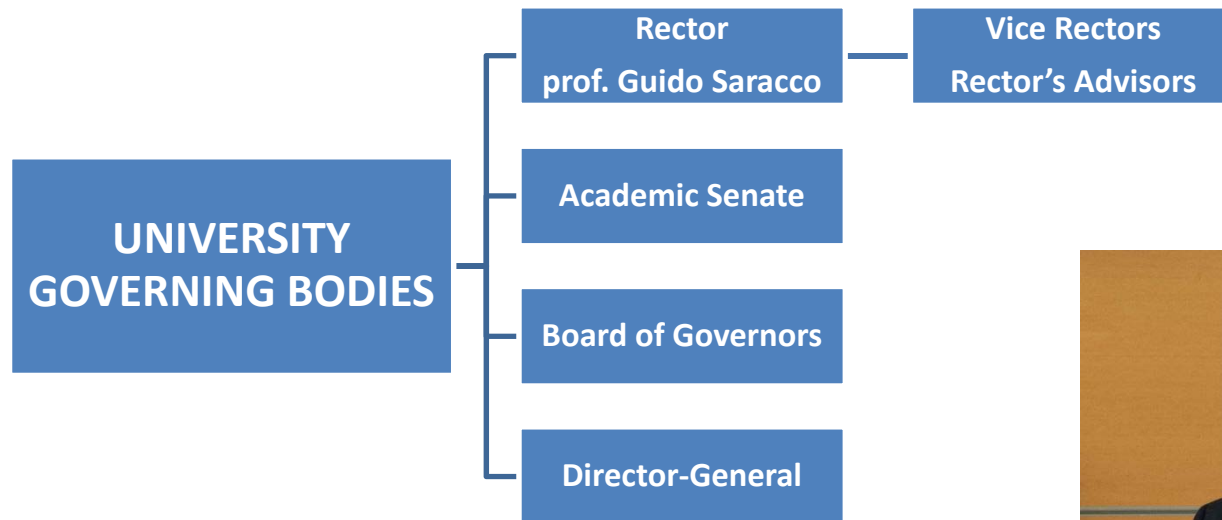 Rector
prof. Guido Saracco
Vice Rectors
Rector’s Advisors
UNIVERSITY
GOVERNING BODIES
Academic Senate
Board of Governors
Director-General